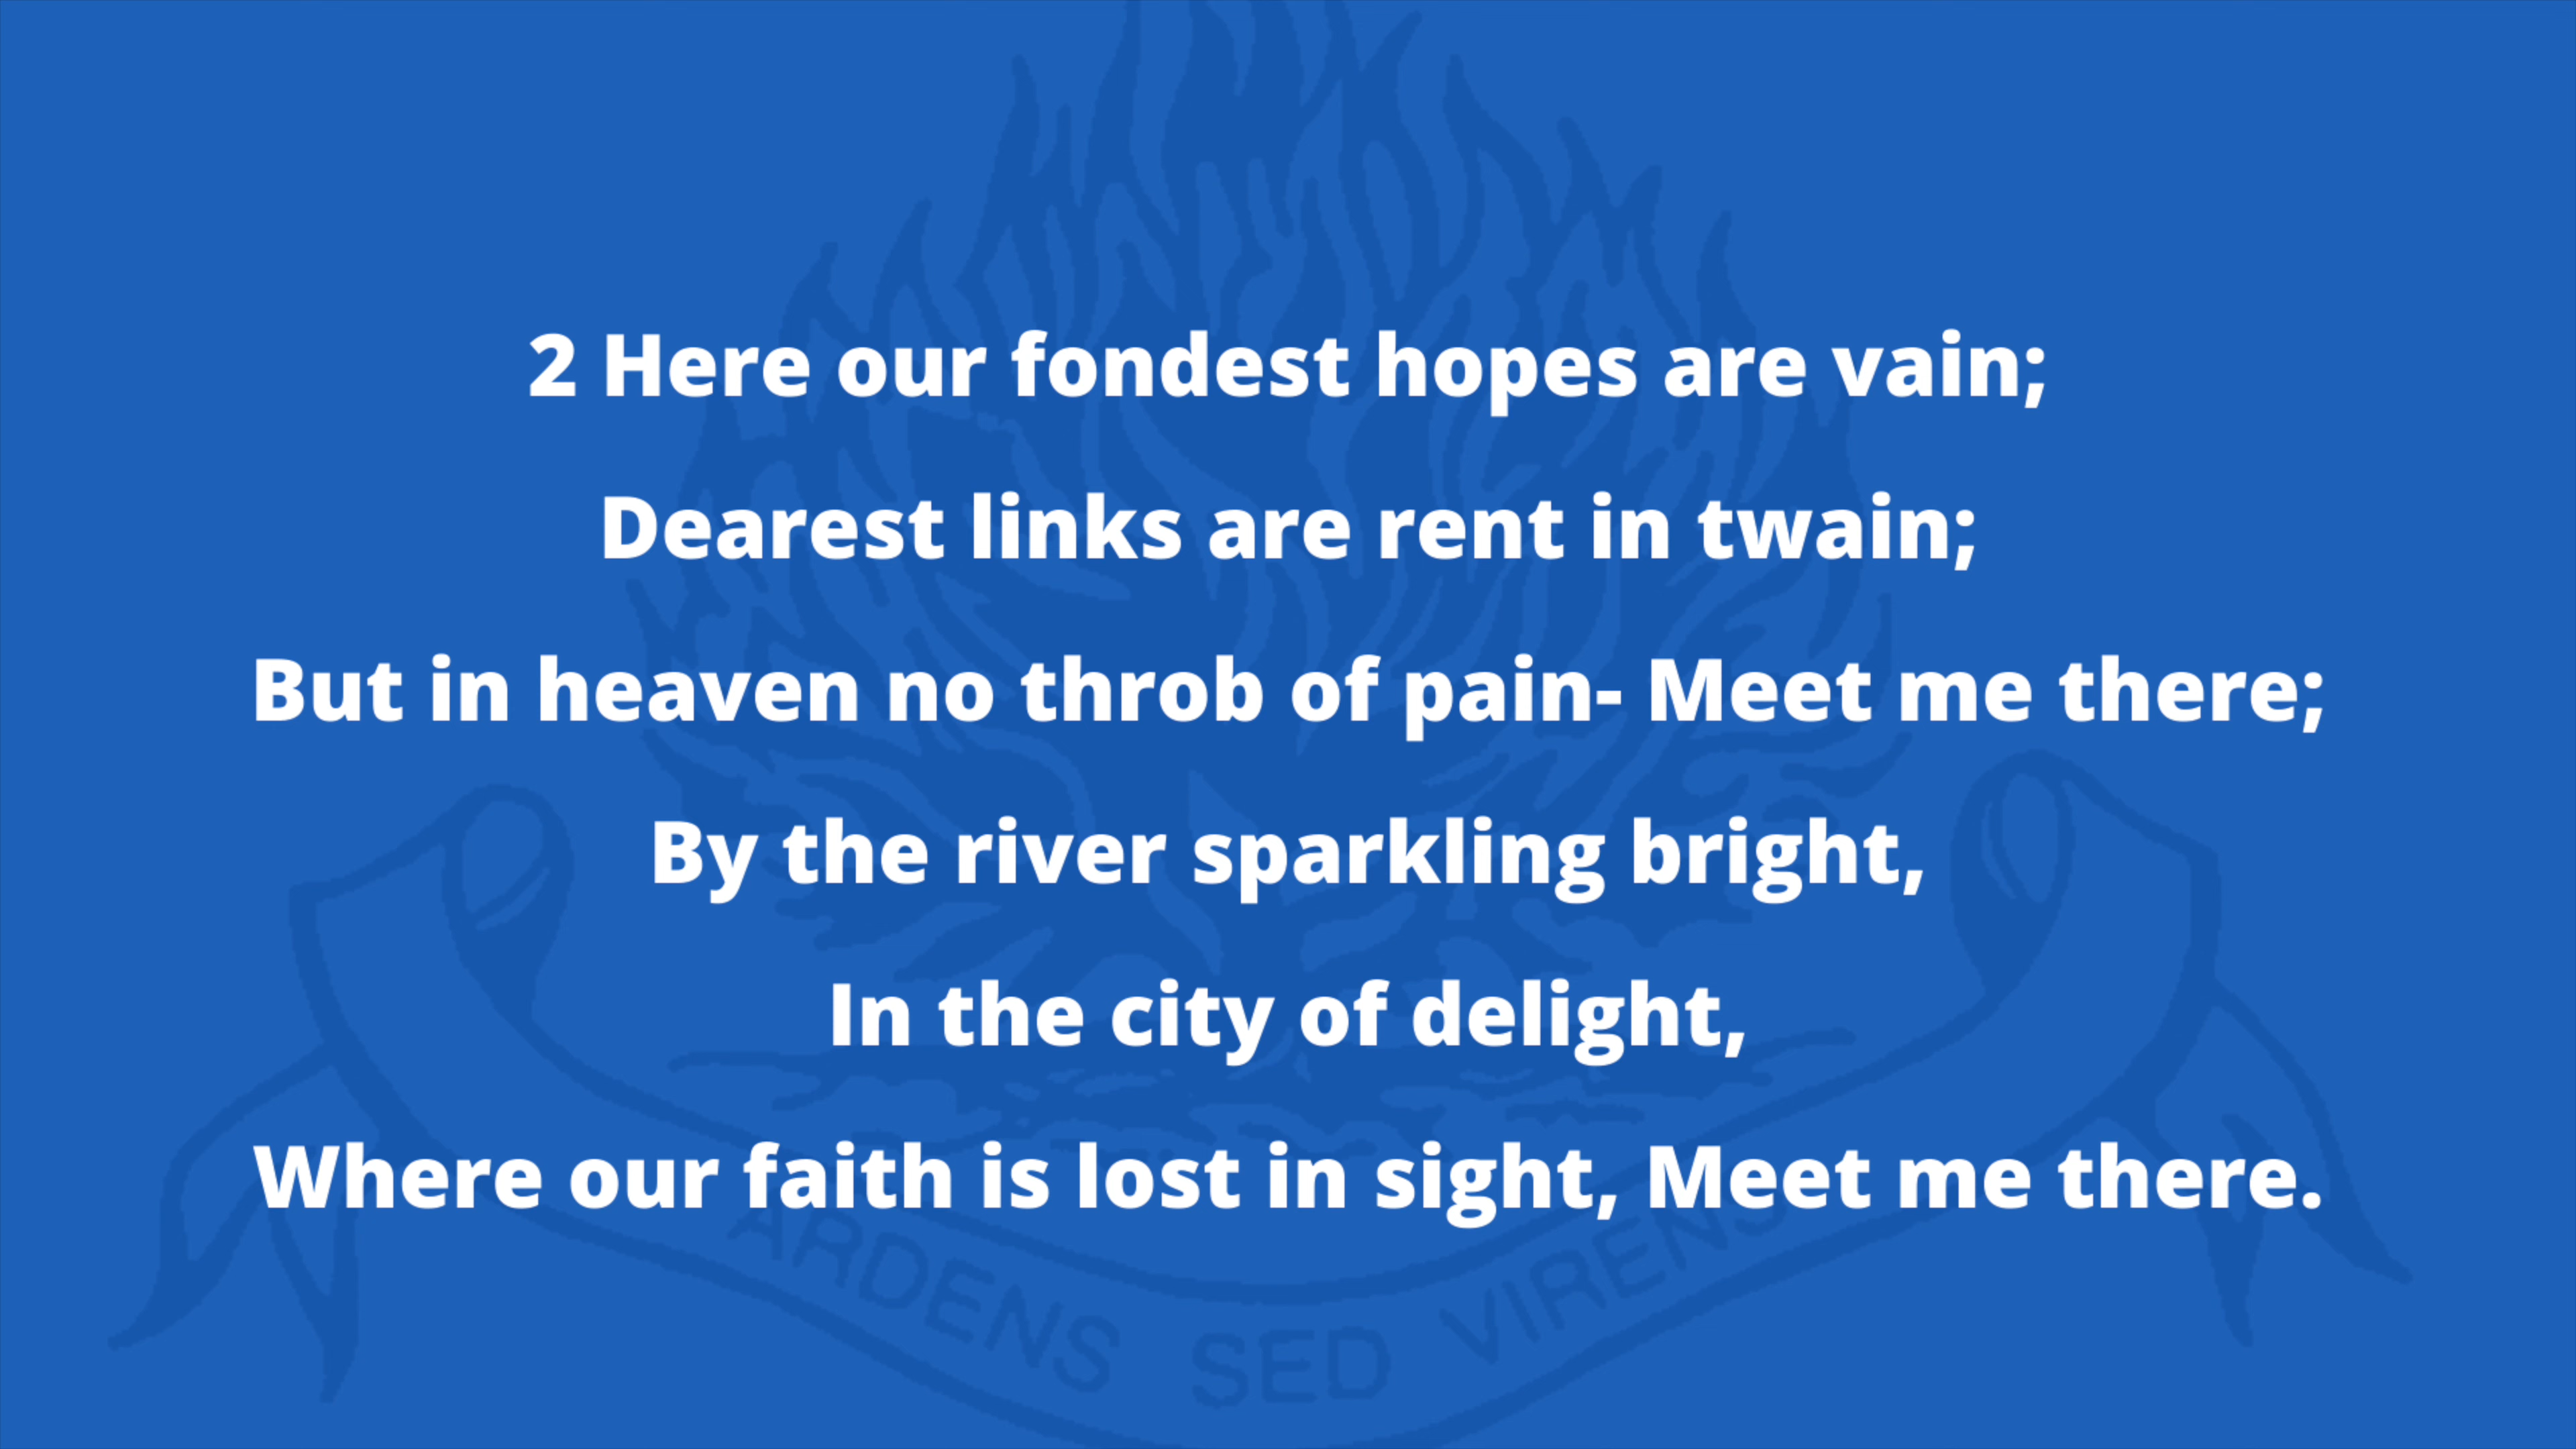 2 Here our fondest hopes are vain;
Dearest links are rent in twain;
But in heaven no throb of pain- Meet me there;
By the river sparkling bright,
In the city of delight,
Where our faith is lost in sight, Meet me there.
ARDENS SED VIRENS